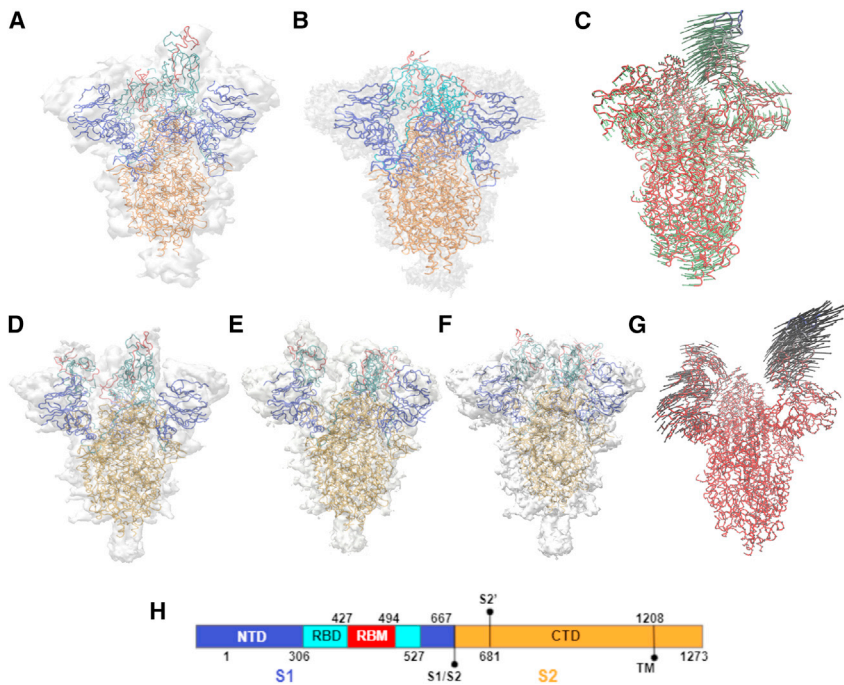 A
B
C
D
E
F
G
H
S2'
427 494 667 1208
NTD RBD RBM CTD
1 306 527 681 1273
S1/S2 TM
S1 S2